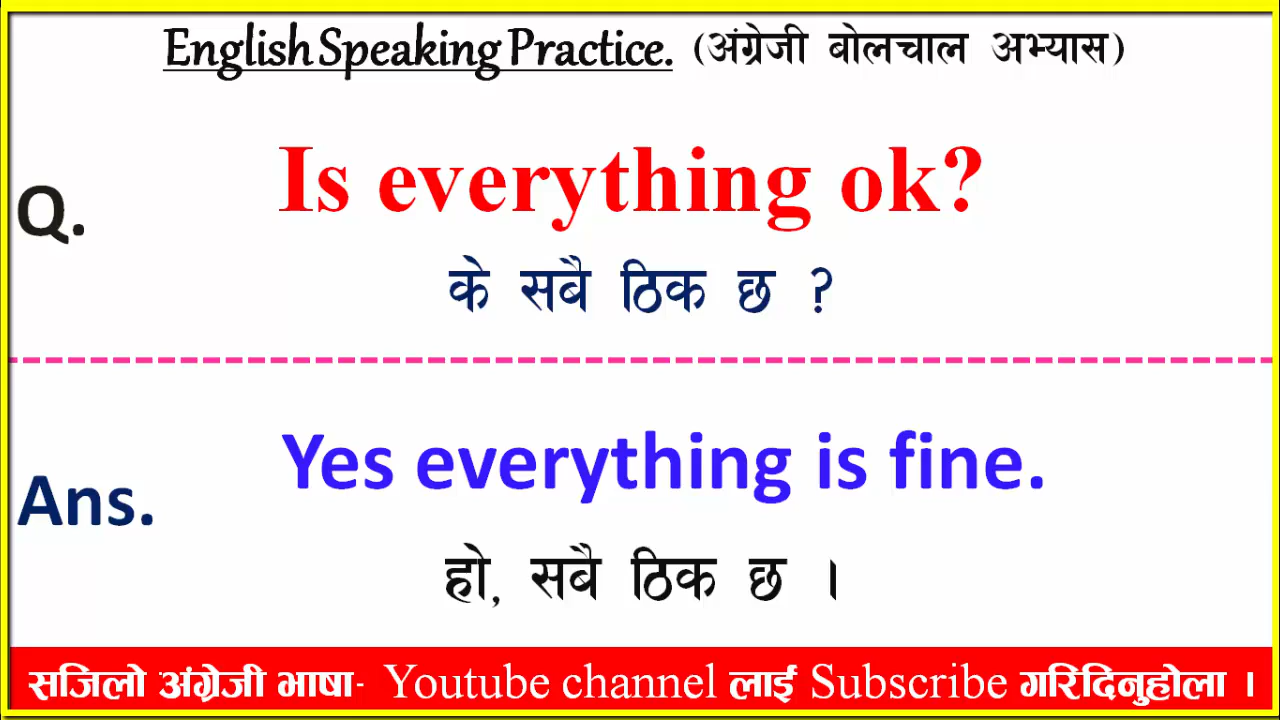 English Speaking Practice. (अंग्रेजी बोलचाल अभ्यास)
Q. Is everything ok?
के सबै ठिक छ ?
Ans. Yes everything is fine.
हो, सबै ठिक छ ।
सजिलो अंग्रेजी भाषा- Youtube channel लाई Subscribe गरिदिनुहोला ।